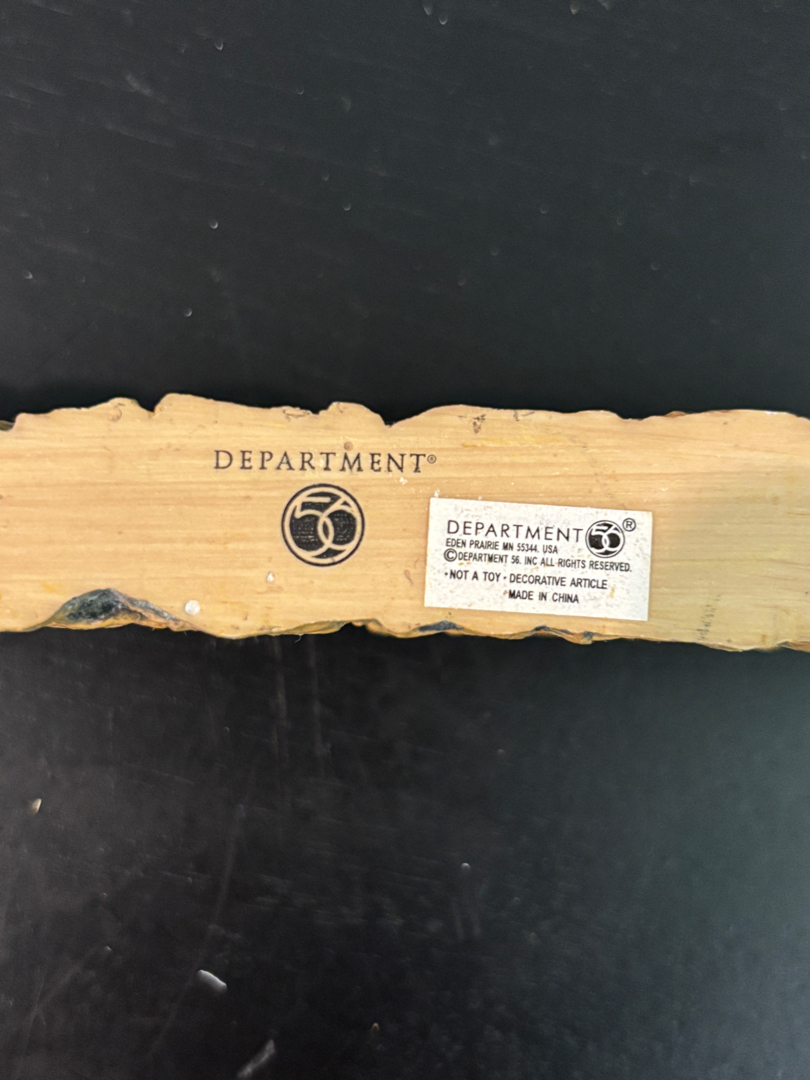 DEPARTMENT®
56
DEPARTMENT 56®
EDEN PRAIRIE MN 55344. USA
©DEPARTMENT 56. INC ALL RIGHTS RESERVED.
•NOT A TOY • DECORATIVE ARTICLE
MADE IN CHINA